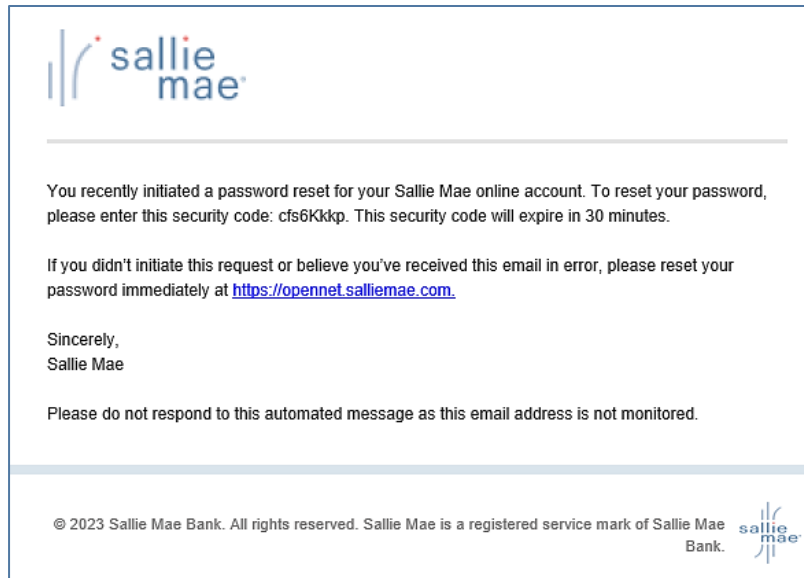 sallie
mae®
You recently initiated a password reset for your Sallie Mae online account. To reset your password,
please enter this security code: cfs6Kkkp. This security code will expire in 30 minutes.
If you didn't initiate this request or believe you've received this email in error, please reset your
password immediately at https://opennet.salliemae.com.
Sincerely,
Sallie Mae
Please do not respond to this automated message as this email address is not monitored.
© 2023 Sallie Mae Bank. All rights reserved. Sallie Mae is a registered service mark of Sallie Mae
Bank.
sallie
mae®